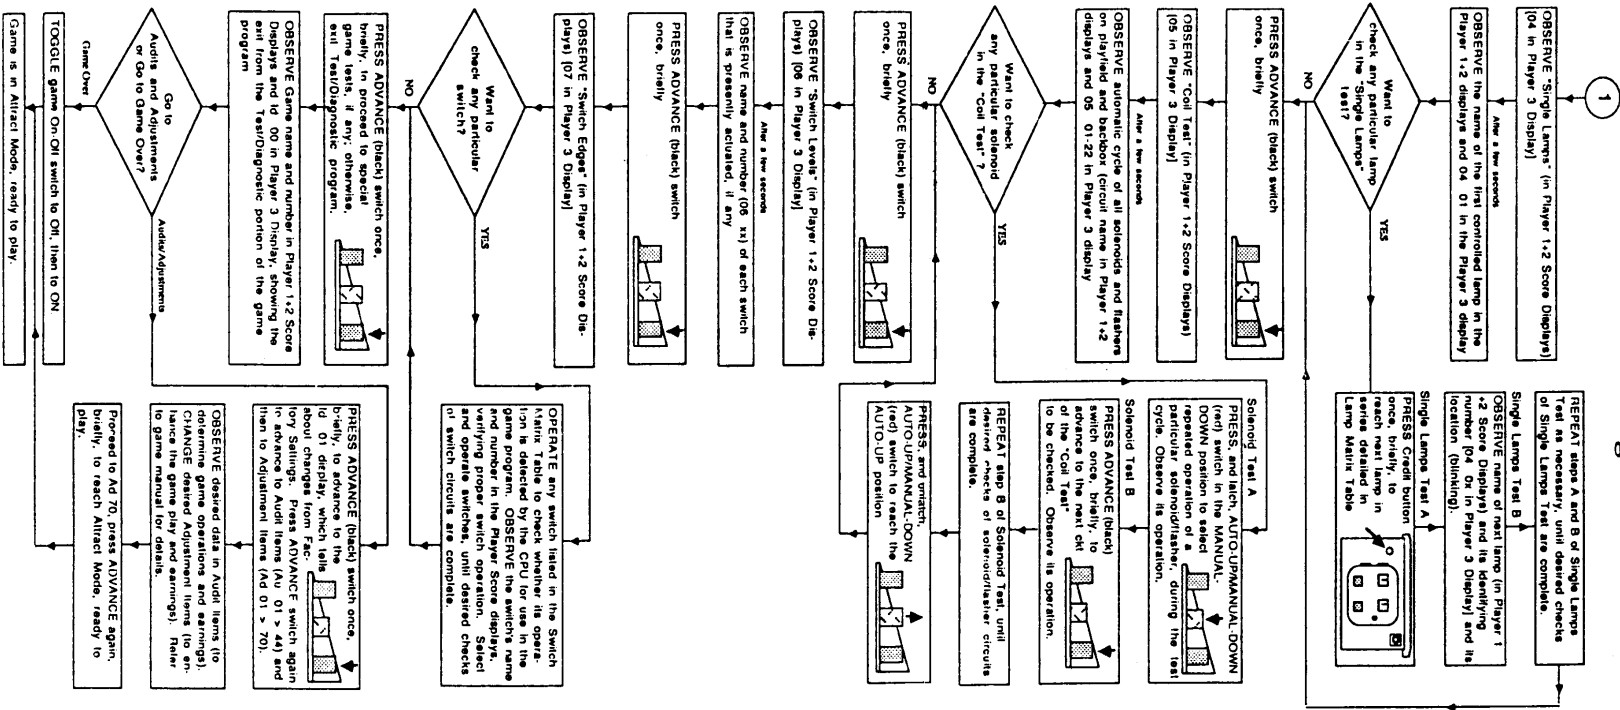 1
OBSERVE "Single Lamps" (in Player 1+2 Score Displays)
[04 in Player 3 Display]
After a few seconds
OBSERVE the name of the first controlled lamp in the
Player 1+2 displays and 04 01 in the Player 3 display
Want to
check any particular lamp
in the "Single Lamps"
test?
YES
NO
PRESS Credit button
once, briefly, to
reach next lamp in
series detailed in
Lamp Matrix Table
Single Lamps Test A
OBSERVE name of next lamp (in Player 1
+2 Score Displays) and its identifying
number [04 0x in Player 3 Display] and its
location (blinking).
Single Lamps Test B
REPEAT steps A and B of Single Lamps
Test as necessary, until desired checks
of Single Lamps Test are complete.
PRESS ADVANCE (black) switch
once, briefly
OBSERVE "Coil Test" (in Player 1+2 Score Displays)
[05 in Player 3 Display]
After a few seconds
OBSERVE automatic cycle of all solenoids and flashers
on playfield and backbox (circuit name in Player 1+2
displays and 05 01-22 in Player 3 display
Want to check
any particular solenoid
in the "Coil Test" ?
YES
NO
Solenoid Test A
PRESS, and latch, AUTO-UP/MANUAL-DOWN
(red) switch in the MANUAL-
DOWN position to select
repeated operation of a
particular solenoid/flasher, during the test
cycle. Observe its operation.
Solenoid Test B
PRESS ADVANCE (black)
switch once, briefly, to
advance to the next ckt
of the "Coil Test"
to be checked. Observe its operation.
REPEAT step B of Solenoid Test, until
desired checks of solenoid/flasher circuits
are complete.
PRESS, and unlatch,
AUTO-UP/MANUAL-DOWN
(red) switch to reach the
AUTO-UP position
PRESS ADVANCE (black) switch
once, briefly
OBSERVE "Switch Levels" (in Player 1+2 Score Dis-
plays) [06 in Player 3 Display]
After a few seconds
OBSERVE name and number (06 xx) of each switch
that is presently actuated, if any
PRESS ADVANCE (black) switch
once, briefly
OBSERVE "Switch Edges" (in Player 1+2 Score Dis-
plays) [07 in Player 3 Display]
Want to
check any particular
switch?
YES
NO
OPERATE any switch listed in the Switch
Matrix Table to check whether its opera-
tion is detected by the CPU for use in the
game program. OBSERVE the switch's name
and number in the Player Score displays,
verifying proper switch operation. Select
and operate switches, until desired checks
of switch circuits are complete.
PRESS ADVANCE (black) switch once,
briefly, to proceed to special
game tests, if any; otherwise,
exit Test/Diagnostic program.
OBSERVE Game name and number in Player 1+2 Score
Displays and Id 00 in Player 3 Display, showing the
exit from the Test/Diagnostic portion of the game
program
Go to
Audits and Adjustments
or Go to Game Over?
Audits/Adjustments
Game Over
PRESS ADVANCE (black) switch once,
briefly, to advance to the
Id 01 display, which tells
about changes from Fac-
tory Settings. Press ADVANCE switch again
to advance to Audit Items (Au 01 > 44) and
then to Adjustment Items (Ad 01 > 70).
OBSERVE desired data in Audit Items (to
determine game operations and earnings).
CHANGE desired Adjustment Items (to en-
hance the game play and earnings). Refer
to game manual for details.
Proceed to Ad 70, press ADVANCE again,
briefly, to reach Attract Mode, ready to
play.
TOGGLE game On-Off switch to Off, then to ON
Game is in Attract Mode, ready to play.